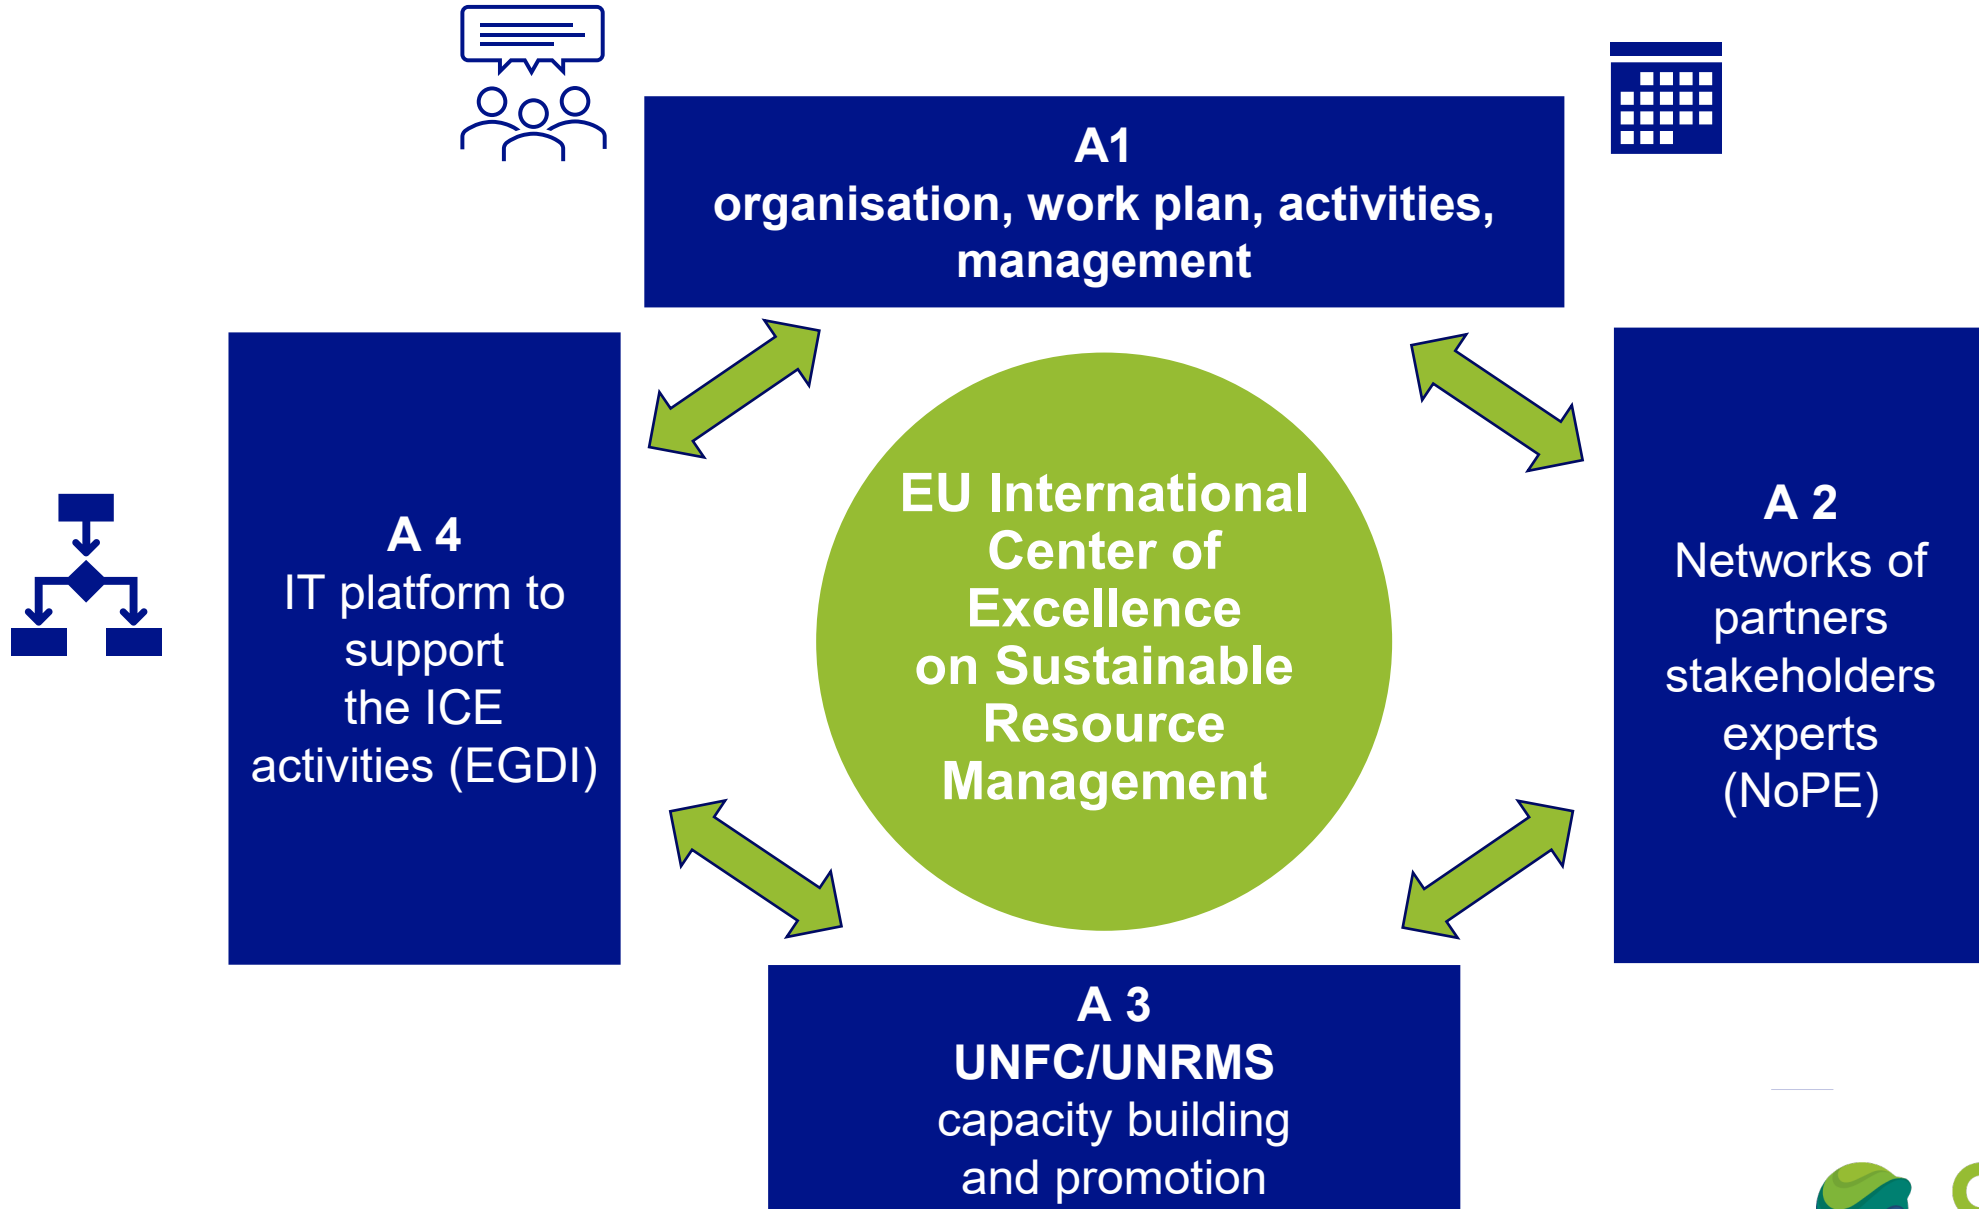 A1
organisation, work plan, activities,
management
A 4
IT platform to
support
the ICE
activities (EGDI)
EU International
Center of
Excellence
on Sustainable
Resource
Management
A 2
Networks of
partners
stakeholders
experts
(NoPE)
A 3
UNFC/UNRMS
capacity building
and promotion